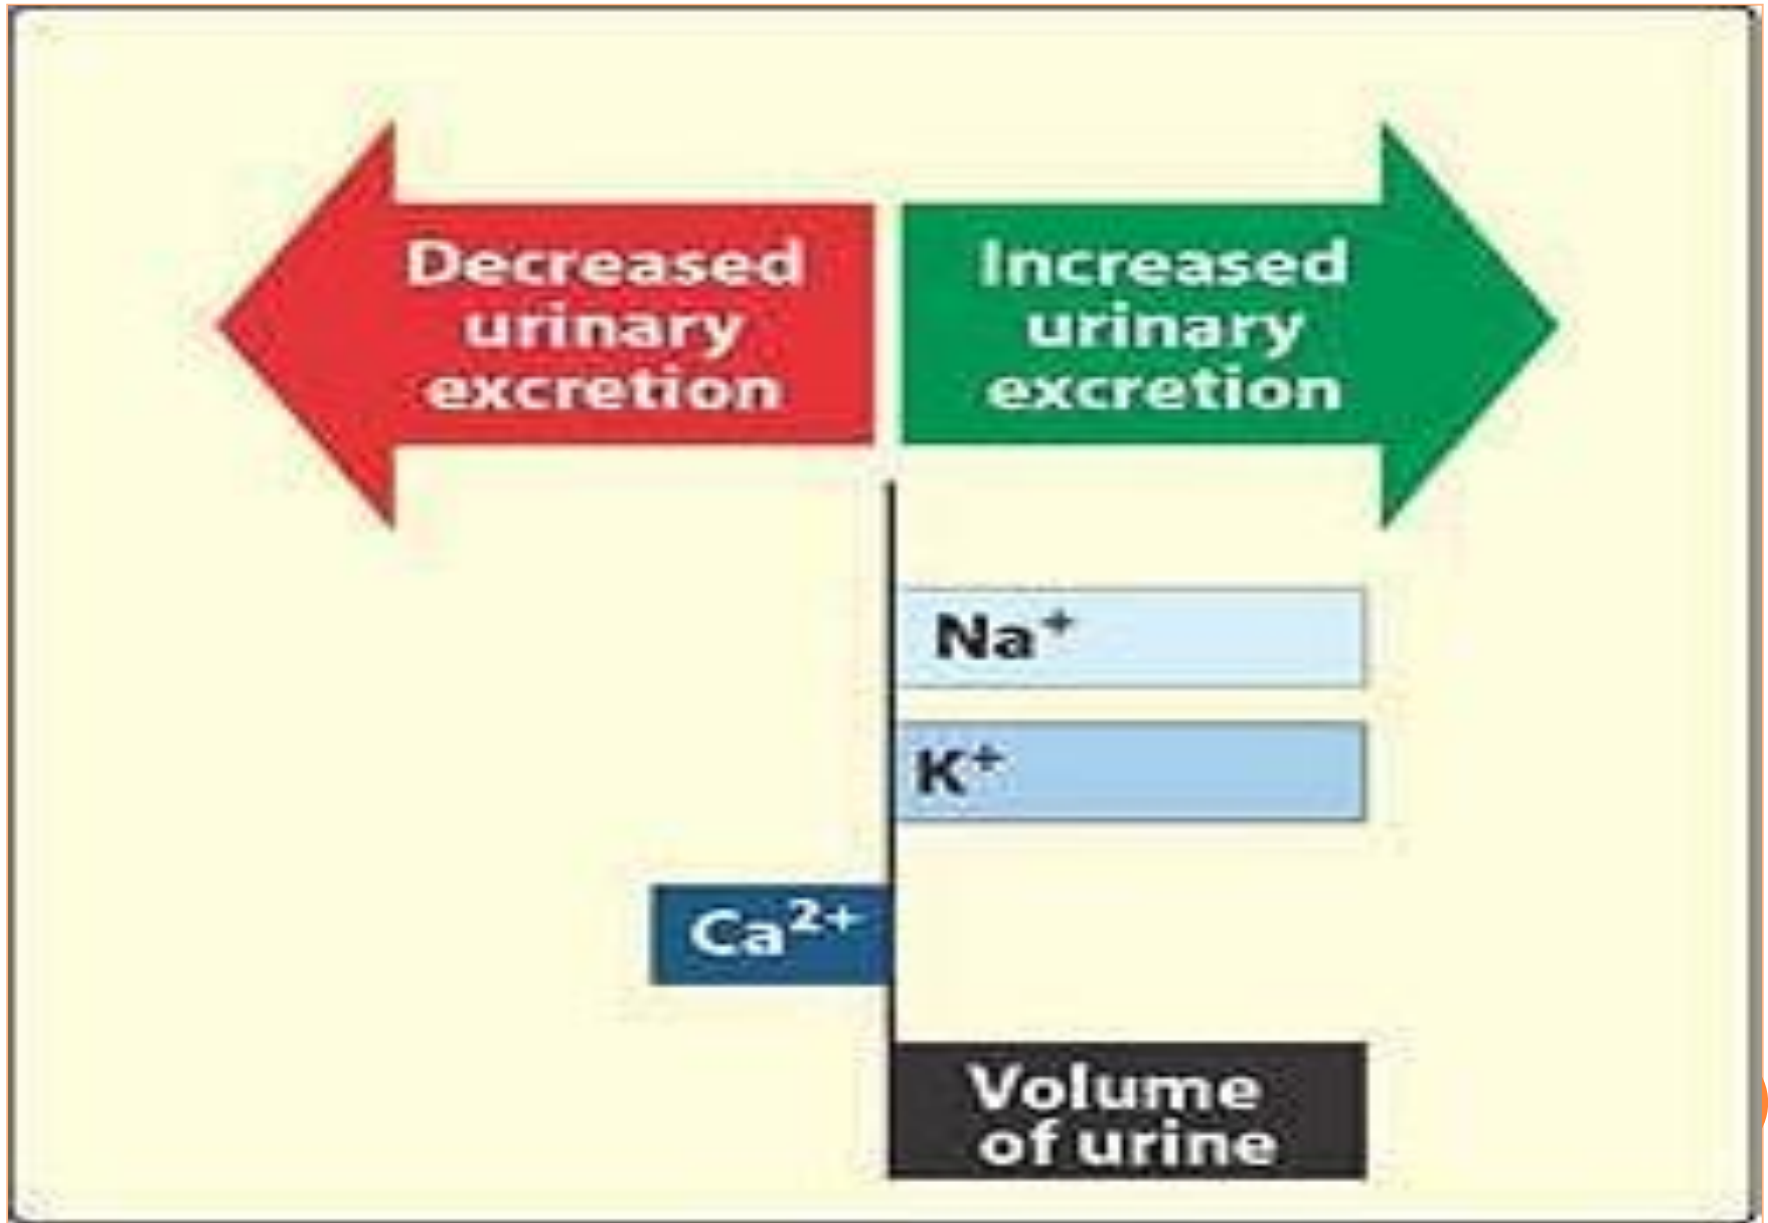 Decreased
urinary
excretion
Increased
urinary
excretion
Na⁺
K⁺
Ca²⁺
Volume
of urine